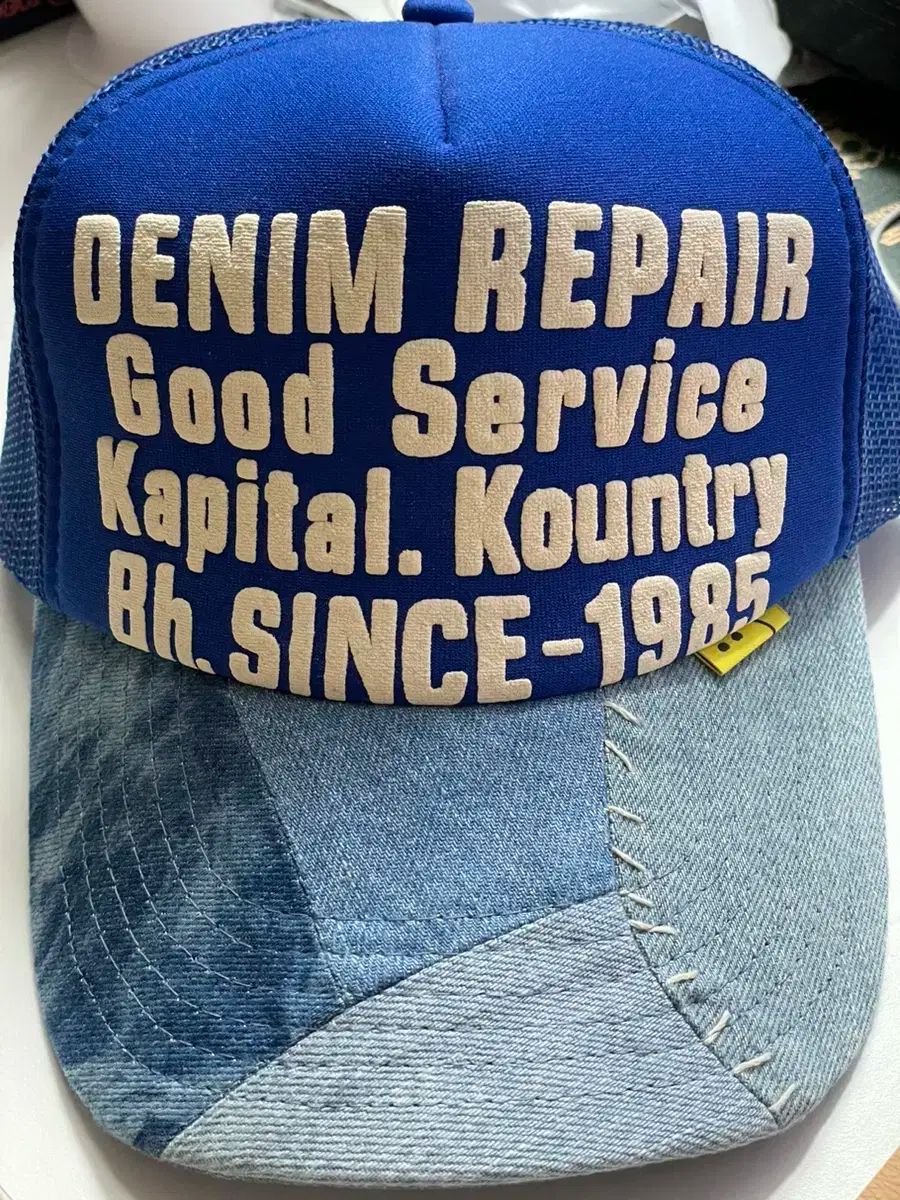 DENIM REPAIR
Good Service
Kapital. Kountry
Bh. SINCE-1985